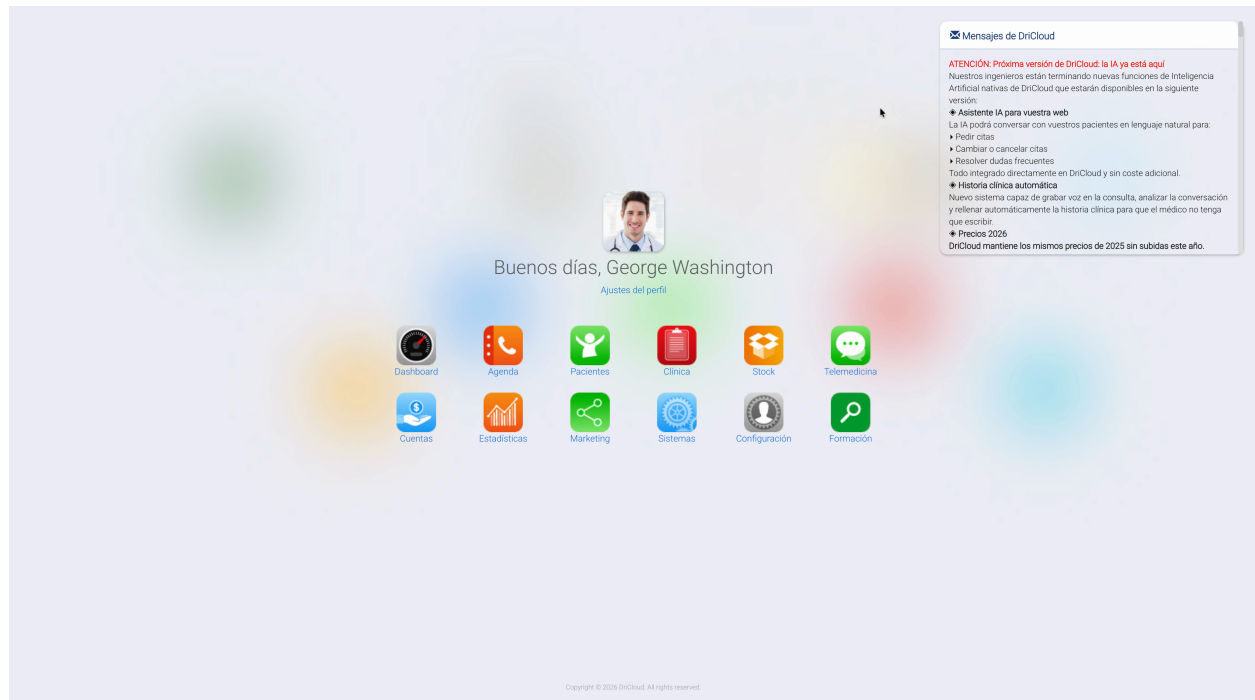 Mensajes de DriCloud
ATENCIÓN: Próxima versión de DriCloud: la IA ya está aquí
Nuestros ingenieros están terminando nuevas funciones de Inteligencia
Artificial nativas de DriCloud que estarán disponibles en la siguiente
versión:
◈ Asistente IA para vuestra web
La IA podrá conversar con vuestros pacientes en lenguaje natural para:
‣ Pedir citas
‣ Cambiar o cancelar citas
‣ Resolver dudas frecuentes
Todo integrado directamente en DriCloud y sin coste adicional.
◈ Historia clínica automática
Nuevo sistema capaz de grabar voz en la consulta, analizar la conversación
y rellenar automáticamente la historia clínica para que el médico no tenga
que escribir.
◈ Precios 2026
DriCloud mantiene los mismos precios de 2025 sin subidas este año.
Buenos días, George Washington
Ajustes del perfil
Dashboard Agenda Pacientes Clínica Stock Telemedicina
Cuentas Estadísticas Marketing Sistemas Configuración Formación
Copyright © 2026 DriCloud. All rights reserved.